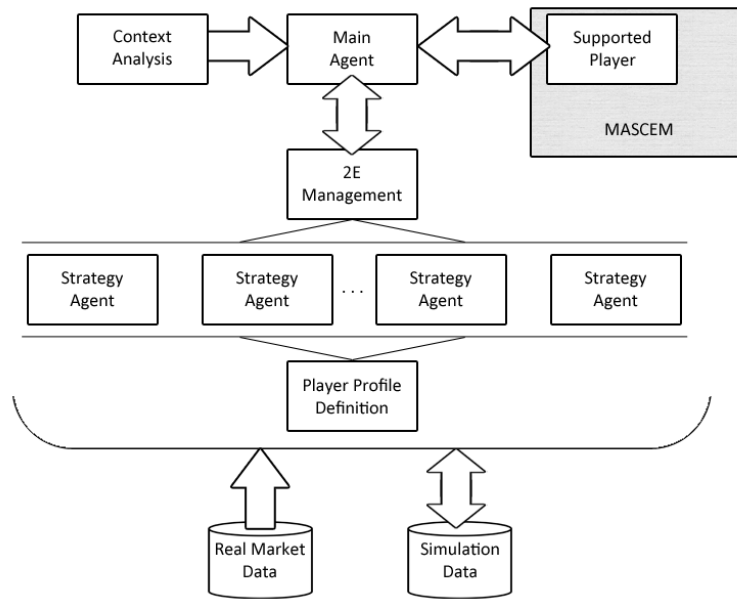 Context
Analysis
Main
Agent
Supported
Player
MASCEM
2E
Management
Strategy
Agent
Strategy
Agent
...
Strategy
Agent
Strategy
Agent
Player Profile
Definition
Real Market
Data
Simulation
Data